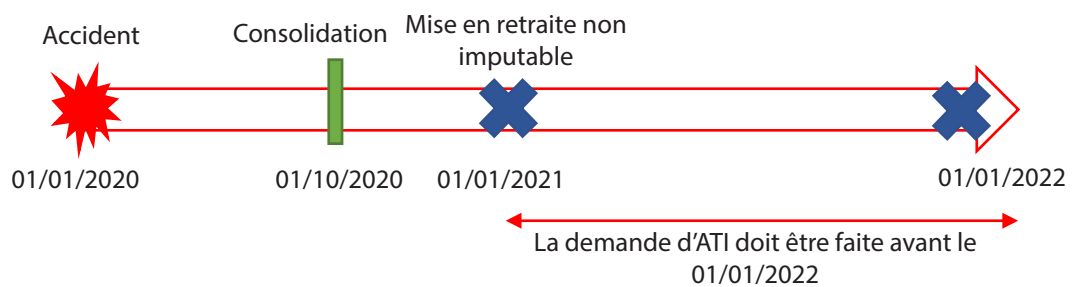 Accident
Consolidation
Mise en retraite non
imputable
01/01/2020
01/10/2020
01/01/2021
01/01/2022
La demande d'ATI doit être faite avant le
01/01/2022